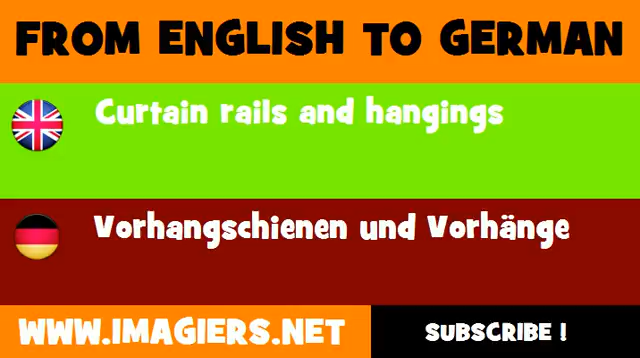 FROM ENGLISH TO GERMAN
Curtain rails and hangings
Vorhangschienen und Vorhänge
WWW.IMAGIERS.NET
SUBSCRIBE !